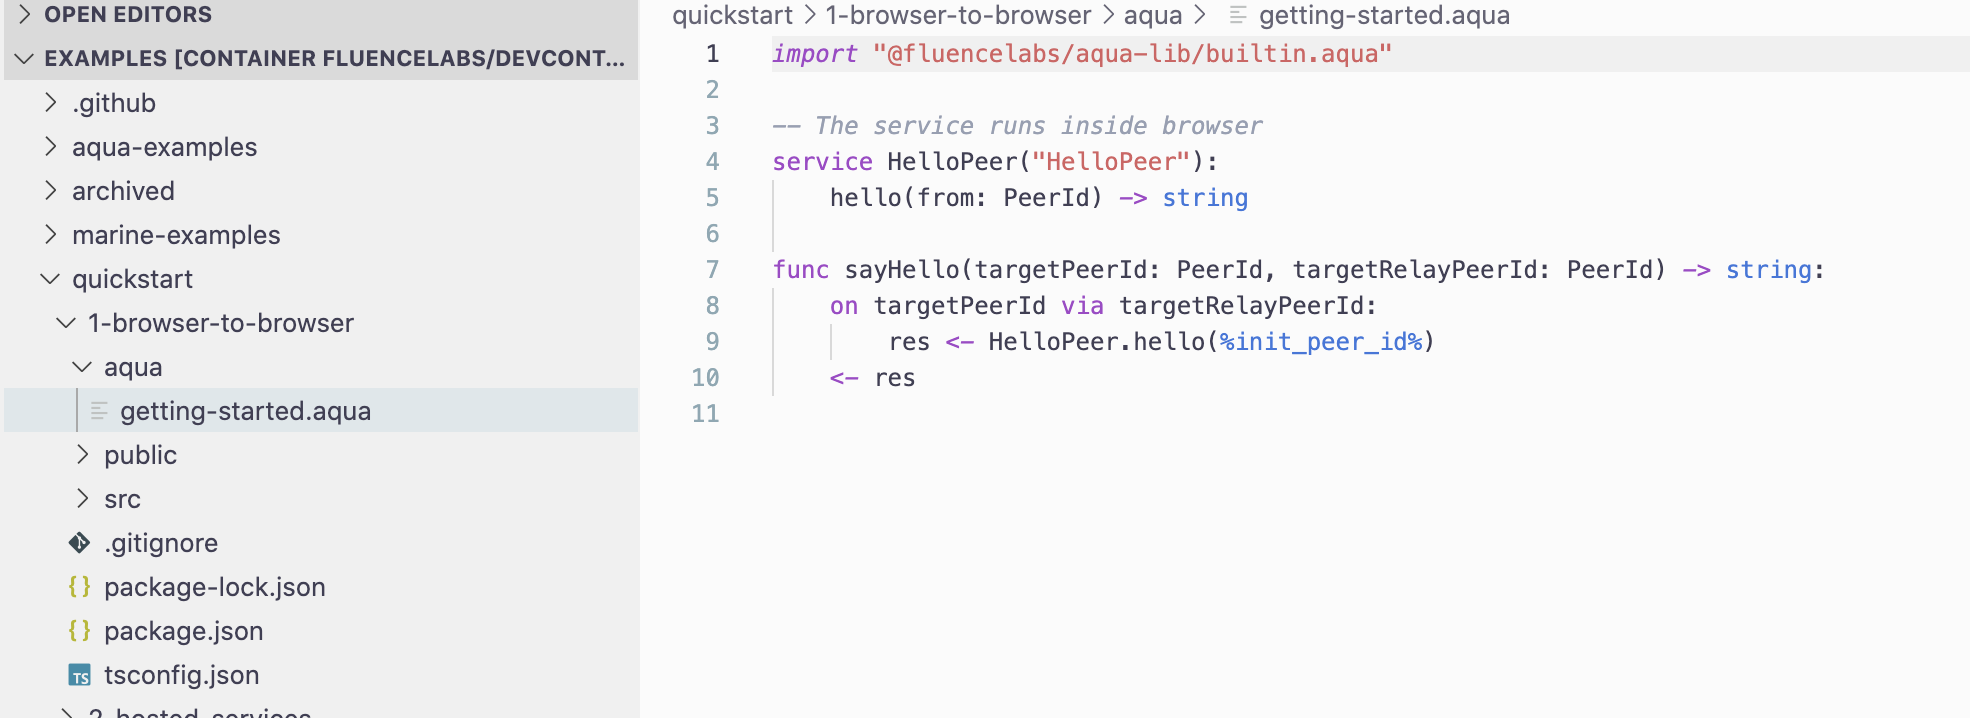 OPEN EDITORS
EXAMPLES [CONTAINER FLUENCELABS/DEVCONT...
.github
aqua-examples
archived
marine-examples
quickstart
1-browser-to-browser
aqua
getting-started.aqua
public
src
.gitignore
{} package-lock.json
{} package.json
TS tsconfig.json
2-hosted-services
quickstart > 1-browser-to-browser > aqua > getting-started.aqua
1 import "@fluencelabs/aqua-lib/builtin.aqua"
2
3 -- The service runs inside browser
4 service HelloPeer("HelloPeer"):
5     hello(from: PeerId) -> string
6
7 func sayHello(targetPeerId: PeerId, targetRelayPeerId: PeerId) -> string:
8     on targetPeerId via targetRelayPeerId:
9         res <- HelloPeer.hello(%init_peer_id%)
10     <- res
11